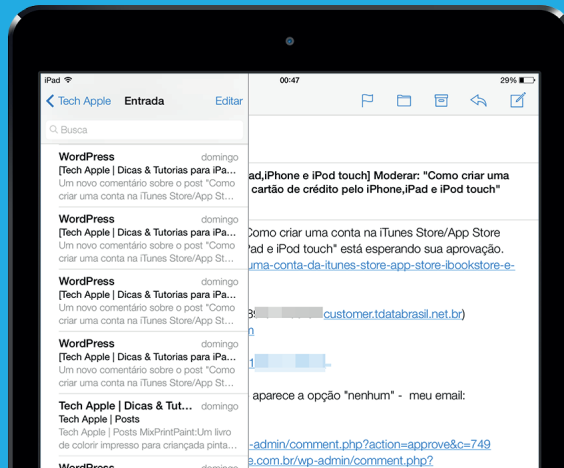 iPad
00:47
29%
Tech Apple
Entrada
Editar
Busca
WordPress domingo
[Tech Apple | Dicas & Tutorias para iPa...
Um novo comentário sobre o post "Como
criar uma conta na iTunes Store/App St...
WordPress domingo
[Tech Apple | Dicas & Tutorias para iPa...
Um novo comentário sobre o post "Como
criar uma conta na iTunes Store/App St...
WordPress domingo
[Tech Apple | Dicas & Tutorias para iPa...
Um novo comentário sobre o post "Como
criar uma conta na iTunes Store/App St...
WordPress domingo
[Tech Apple | Dicas & Tutorias para iPa...
Um novo comentário sobre o post "Como
criar uma conta na iTunes Store/App St...
Tech Apple | Dicas & Tut... domingo
Tech Apple | Posts
Tech Apple | Posts MixPrintPaint:Um livro
de colorir impresso para criançada pinta...
WordPress domingo
ad,iPhone e iPod touch] Moderar: "Como criar uma
cartão de crédito pelo iPhone,iPad e iPod touch"
Como criar uma conta na iTunes Store/App Store
Pad e iPod touch" está esperando sua aprovação.
uma-conta-da-itunes-store-app-store-ibookstore-e-
customer.tdatabrasil.net.br)
aparece a opção "nenhum" - meu email:
-admin/comment.php?action=approve&c=749
e.com.br/wp-admin/comment.php?